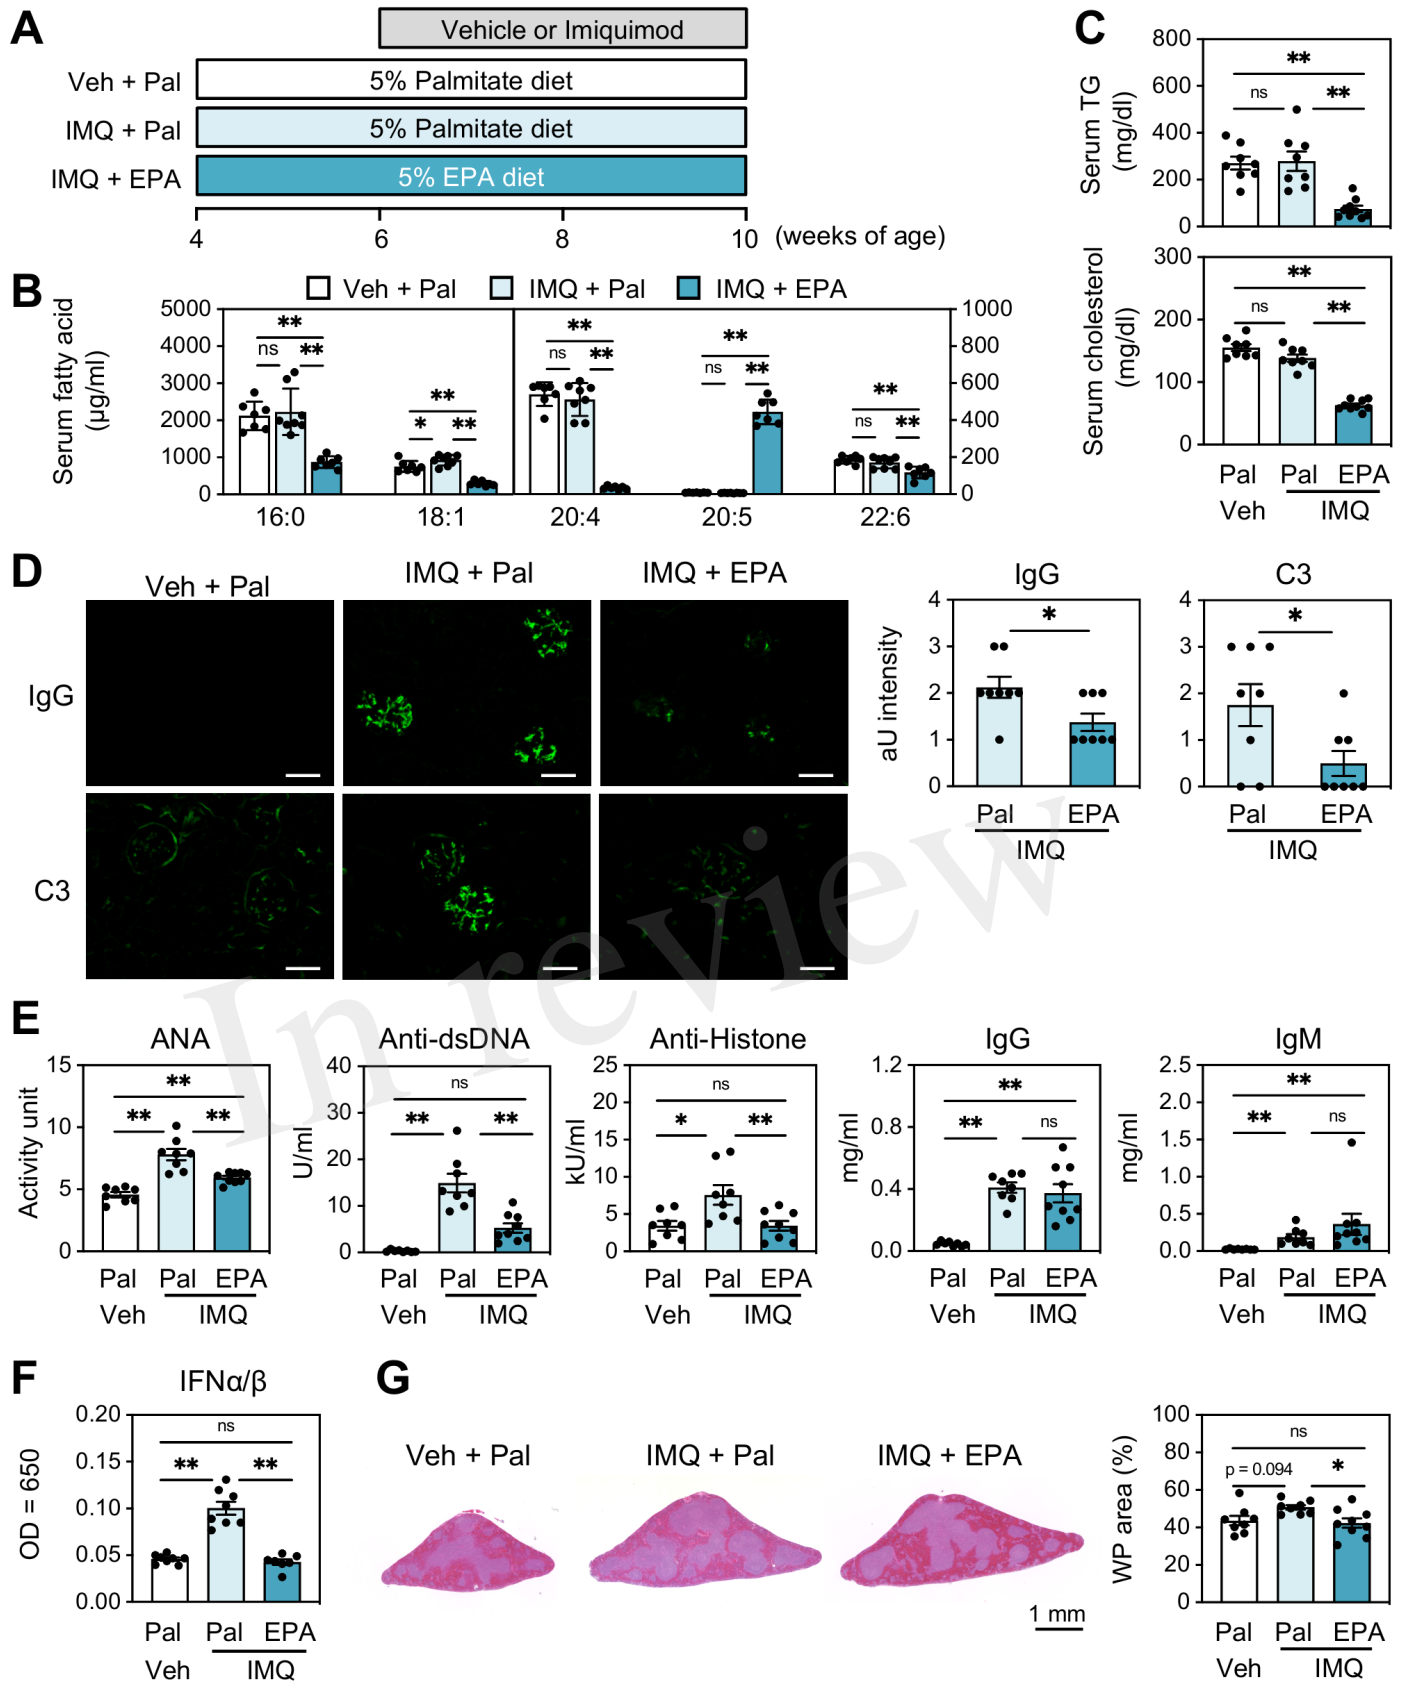 A
Vehicle or Imiquimod
Veh + Pal
5% Palmitate diet
IMQ + Pal
5% Palmitate diet
IMQ + EPA
5% EPA diet
4 6 8 10 (weeks of age)
B
Veh + Pal IMQ + Pal IMQ + EPA
Serum fatty acid
(μg/ml)
5000
4000
3000
2000
1000
0
** ns **
** * **
** ns **
** ns **
** ns **
1000
800
600
400
200
0
16:0 18:1 20:4 20:5 22:6
C
Serum TG
(mg/dl)
800
600
400
200
0
**
ns **
Serum cholesterol
(mg/dl)
300
200
100
0
**
ns **
Pal Pal EPA
Veh IMQ
D
Veh + Pal IMQ + Pal IMQ + EPA
IgG
C3
IgG
aU intensity
4
3
2
1
0
*
Pal EPA
IMQ
C3
4
3
2
1
0
*
Pal EPA
IMQ
In review
E
ANA
Activity unit
15
10
5
0
**
** **
Pal Pal EPA
Veh IMQ
Anti-dsDNA
U/ml
40
30
20
10
0
ns
** **
Pal Pal EPA
Veh IMQ
Anti-Histone
kU/ml
25
20
15
10
5
0
ns
* **
Pal Pal EPA
Veh IMQ
IgG
mg/ml
1.2
0.8
0.4
0.0
**
** ns
Pal Pal EPA
Veh IMQ
IgM
mg/ml
2.5
2.0
1.5
1.0
0.5
0.0
**
** ns
Pal Pal EPA
Veh IMQ
F
IFNα/β
OD = 650
0.20
0.15
0.10
0.05
0.00
ns
** **
Pal Pal EPA
Veh IMQ
G
Veh + Pal IMQ + Pal IMQ + EPA
1 mm
WP area (%)
100
80
60
40
20
0
ns
p = 0.094 *
Pal Pal EPA
Veh IMQ